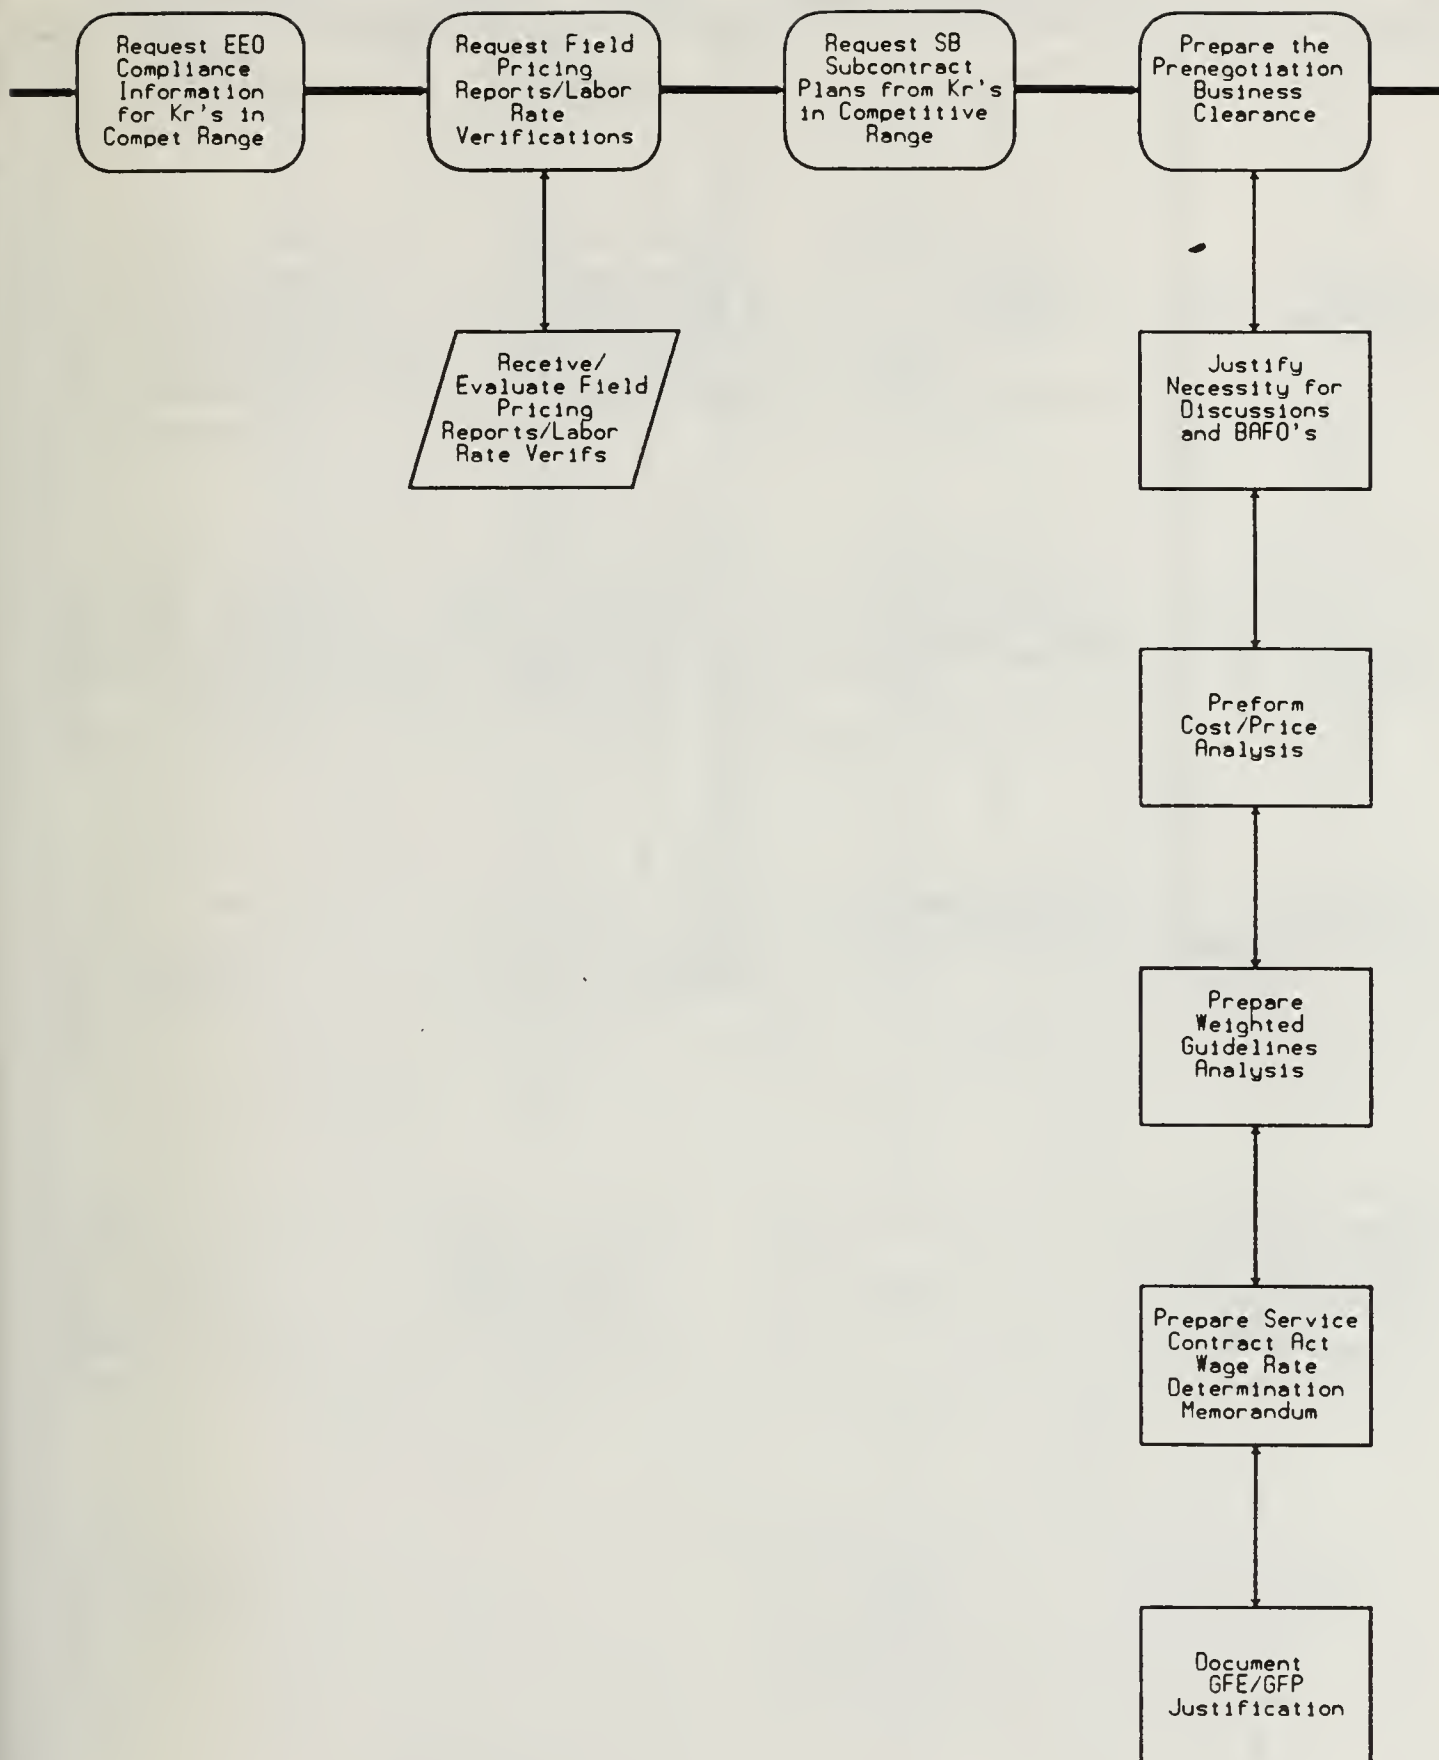 Request EEO
Compliance
Information
for Kr's in
Compet Range
Request Field
Pricing
Reports/Labor
Rate
Verifications
Request SB
Subcontract
Plans from Kr's
in Competitive
Range
Prepare the
Prenegotiation
Business
Clearance
Receive/
Evaluate Field
Pricing
Reports/Labor
Rate Verifs
Justify
Necessity for
Discussions
and BAFO's
Preform
Cost/Price
Analysis
Prepare
Weighted
Guidelines
Analysis
Prepare Service
Contract Act
Wage Rate
Determination
Memorandum
Document
GFE/GFP
Justification